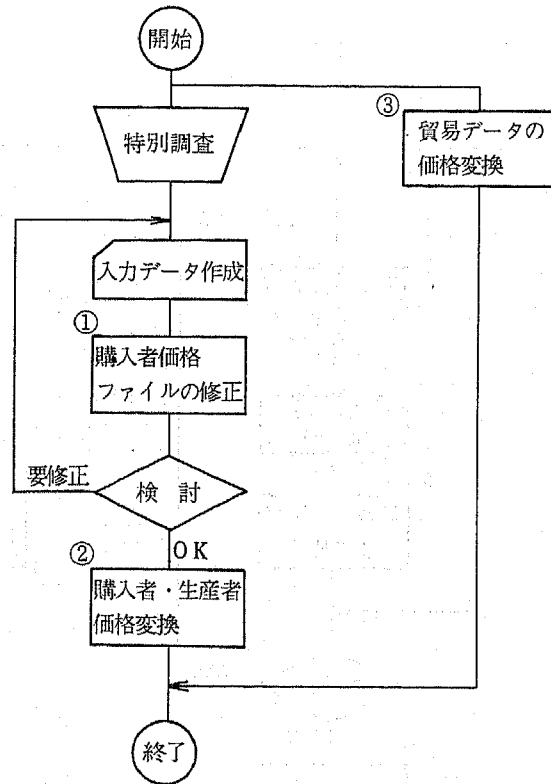 開始
特別調査
③
貿易データの
価格変換
入力データ作成
①
購入者価格
ファイルの修正
要修正
検討
OK
②
購入者・生産者
価格変換
終了